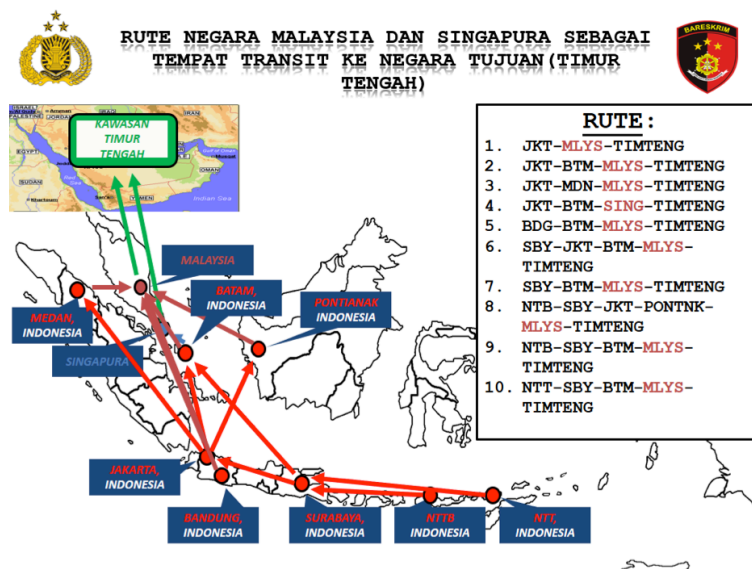 RUTE NEGARA MALAYSIA DAN SINGAPURA SEBAGAI
TEMPAT TRANSIT KE NEGARA TUJUAN(TIMUR
TENGAH)
BARESKRIM
KAWASAN
TIMUR
TENGAH
IRAQ
IRAN
PALESTINE
JORDAN
EGYPT
SUDAN
Red Sea
YEMEN
OMAN
Indian Sea
RUTE:
1. JKT-MLYS-TIMTENG
2. JKT-BTM-MLYS-TIMTENG
3. JKT-MDN-MLYS-TIMTENG
4. JKT-BTM-SING-TIMTENG
5. BDG-BTM-MLYS-TIMTENG
6. SBY-JKT-BTM-MLYS-
TIMTENG
7. SBY-BTM-MLYS-TIMTENG
8. NTB-SBY-JKT-PONTNK-
MLYS-TIMTENG
9. NTB-SBY-BTM-MLYS-
TIMTENG
10. NTT-SBY-BTM-MLYS-
TIMTENG
MALAYSIA
BATAM,
INDONESIA
PONTIANAK
INDONESIA
MEDAN,
INDONESIA
SINGAPURA
JAKARTA,
INDONESIA
BANDUNG,
INDONESIA
SURABAYA,
INDONESIA
NTTB
INDONESIA
NTT,
INDONESIA